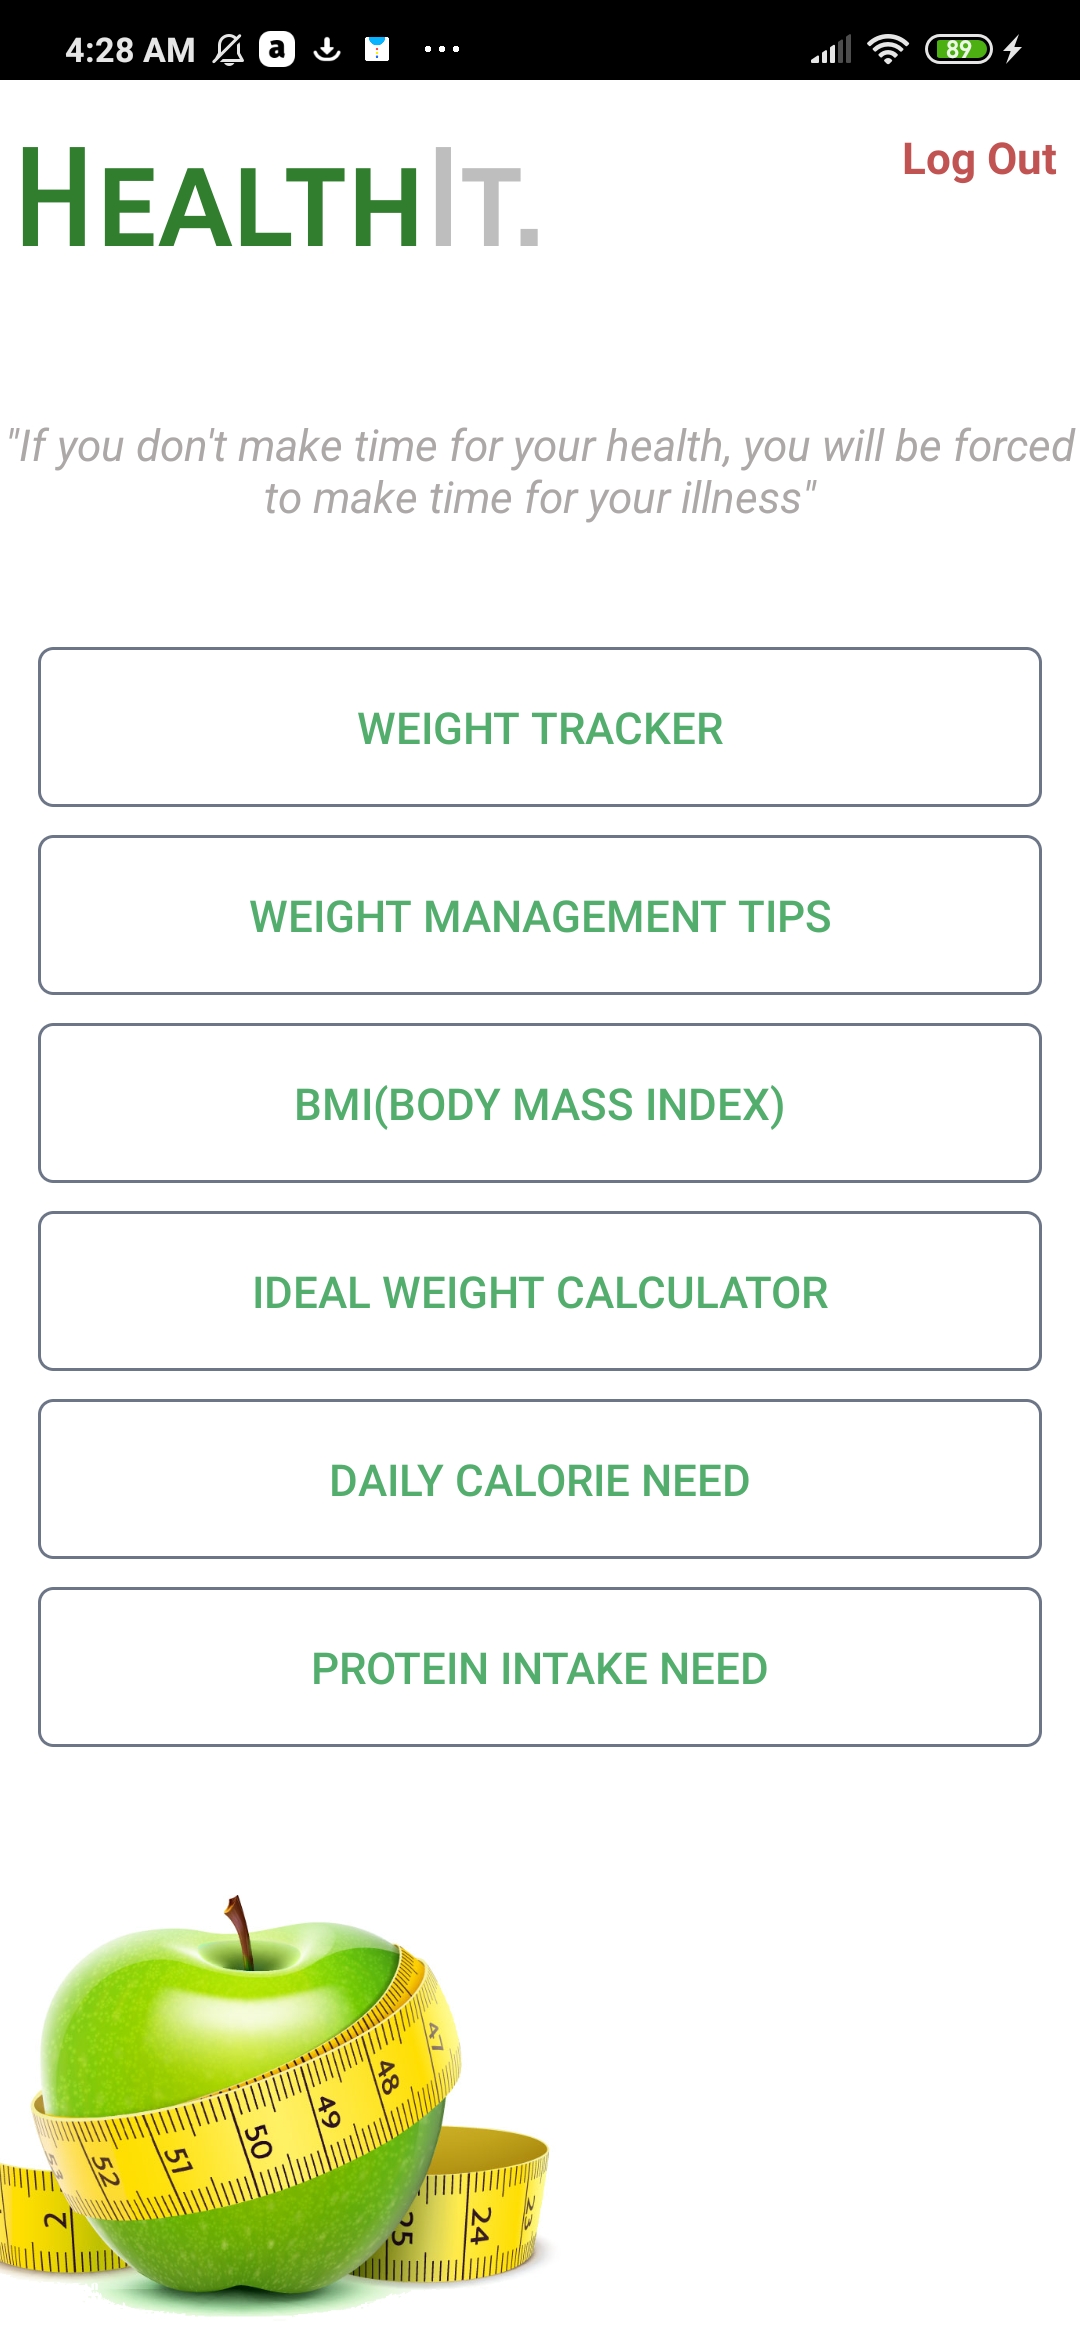 4:28 AM a 89
HEALTHIT.
Log Out
"If you don't make time for your health, you will be forced
to make time for your illness"
WEIGHT TRACKER
WEIGHT MANAGEMENT TIPS
BMI(BODY MASS INDEX)
IDEAL WEIGHT CALCULATOR
DAILY CALORIE NEED
PROTEIN INTAKE NEED
47
48
49
50
51
52
53
2
25
24
23